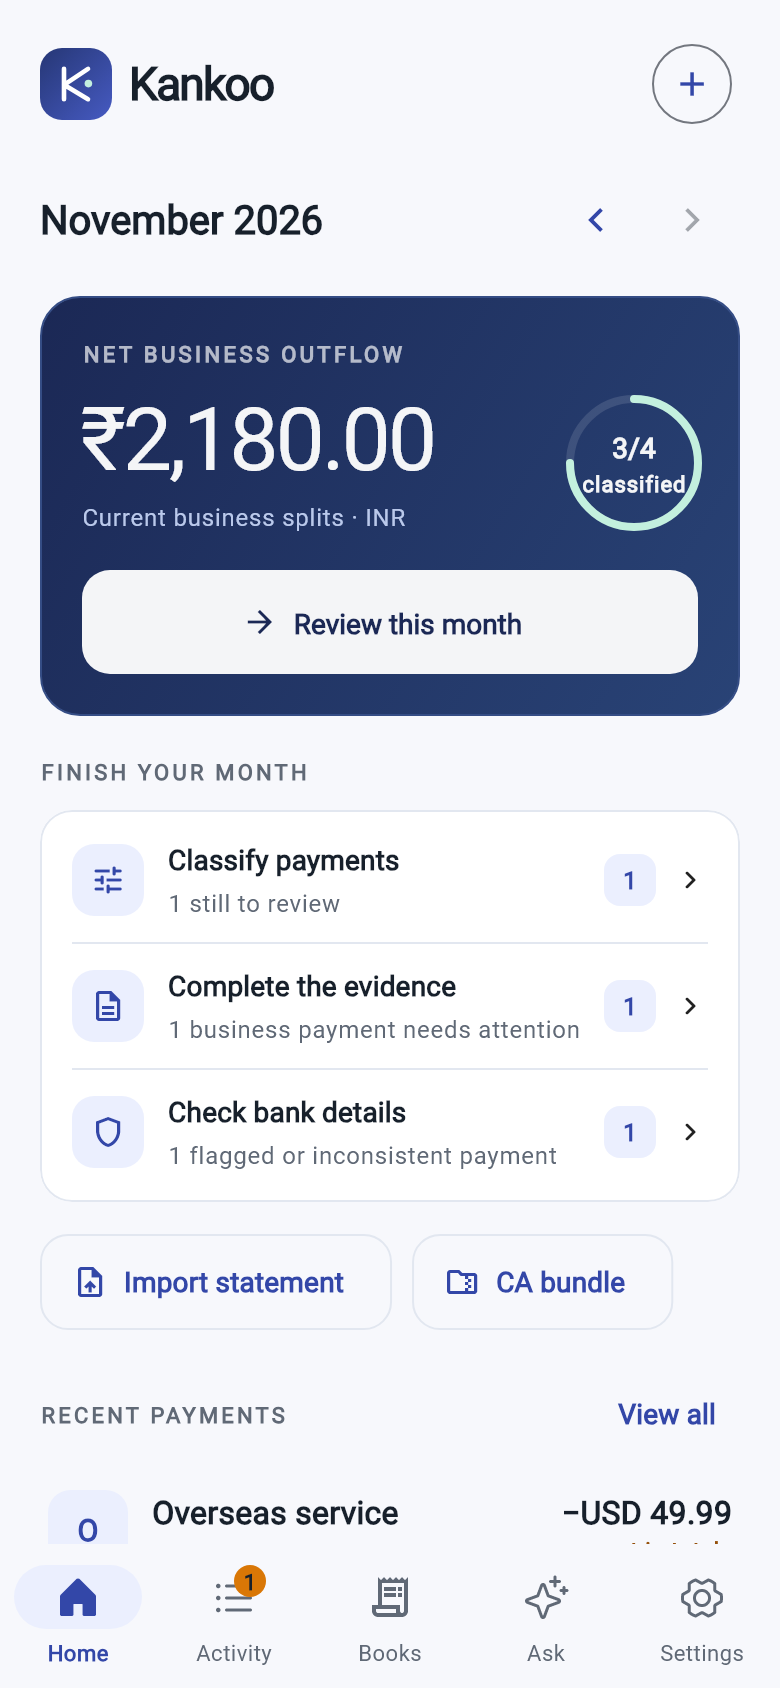 Kankoo
November 2026
NET BUSINESS OUTFLOW
₹2,180.00
3/4
classified
Current business splits · INR
Review this month
FINISH YOUR MONTH
Classify payments
1 still to review
1
Complete the evidence
1 business payment needs attention
1
Check bank details
1 flagged or inconsistent payment
1
Import statement
CA bundle
RECENT PAYMENTS
View all
O
Overseas service
−USD 49.99
1
Home
Activity
Books
Ask
Settings